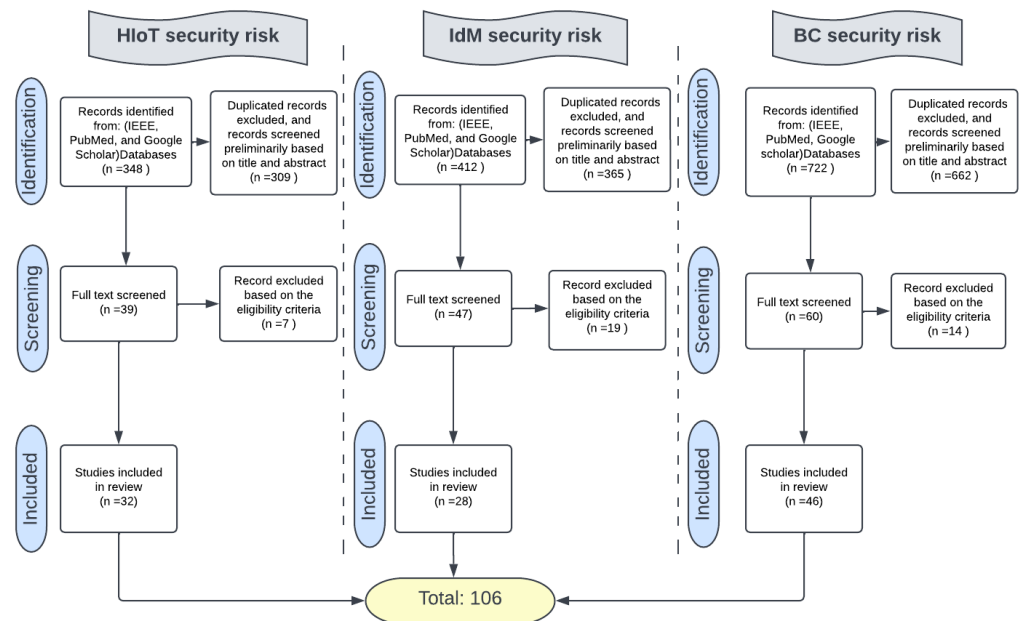 HIoT security risk
Identification
Records identified
from: (IEEE,
PubMed, and Google
Scholar)Databases
(n =348 )
Duplicated records
excluded, and
records screened
preliminarily based
on title and abstract
(n =309 )
Screening
Full text screened
(n =39)
Record excluded
based on the
eligibility criteria
(n =7 )
Included
Studies included
in review
(n =32)
IdM security risk
Identification
Records identified
from: (IEEE,
PubMed, and Google
Scholar)Databases
(n =412 )
Duplicated records
excluded, and
records screened
preliminarily based
on title and abstract
(n =365 )
Screening
Full text screened
(n =47)
Record excluded
based on the
eligibility criteria
(n =19 )
Included
Studies included
in review
(n =28)
BC security risk
Identification
Records identified
from: (IEEE,
PubMed, Google
scholar)Databases
(n =722 )
Duplicated records
excluded, and
records screened
preliminarily based
on title and abstract
(n =662 )
Screening
Full text screened
(n =60)
Record excluded
based on the
eligibility criteria
(n =14 )
Included
Studies included
in review
(n =46)
Total: 106